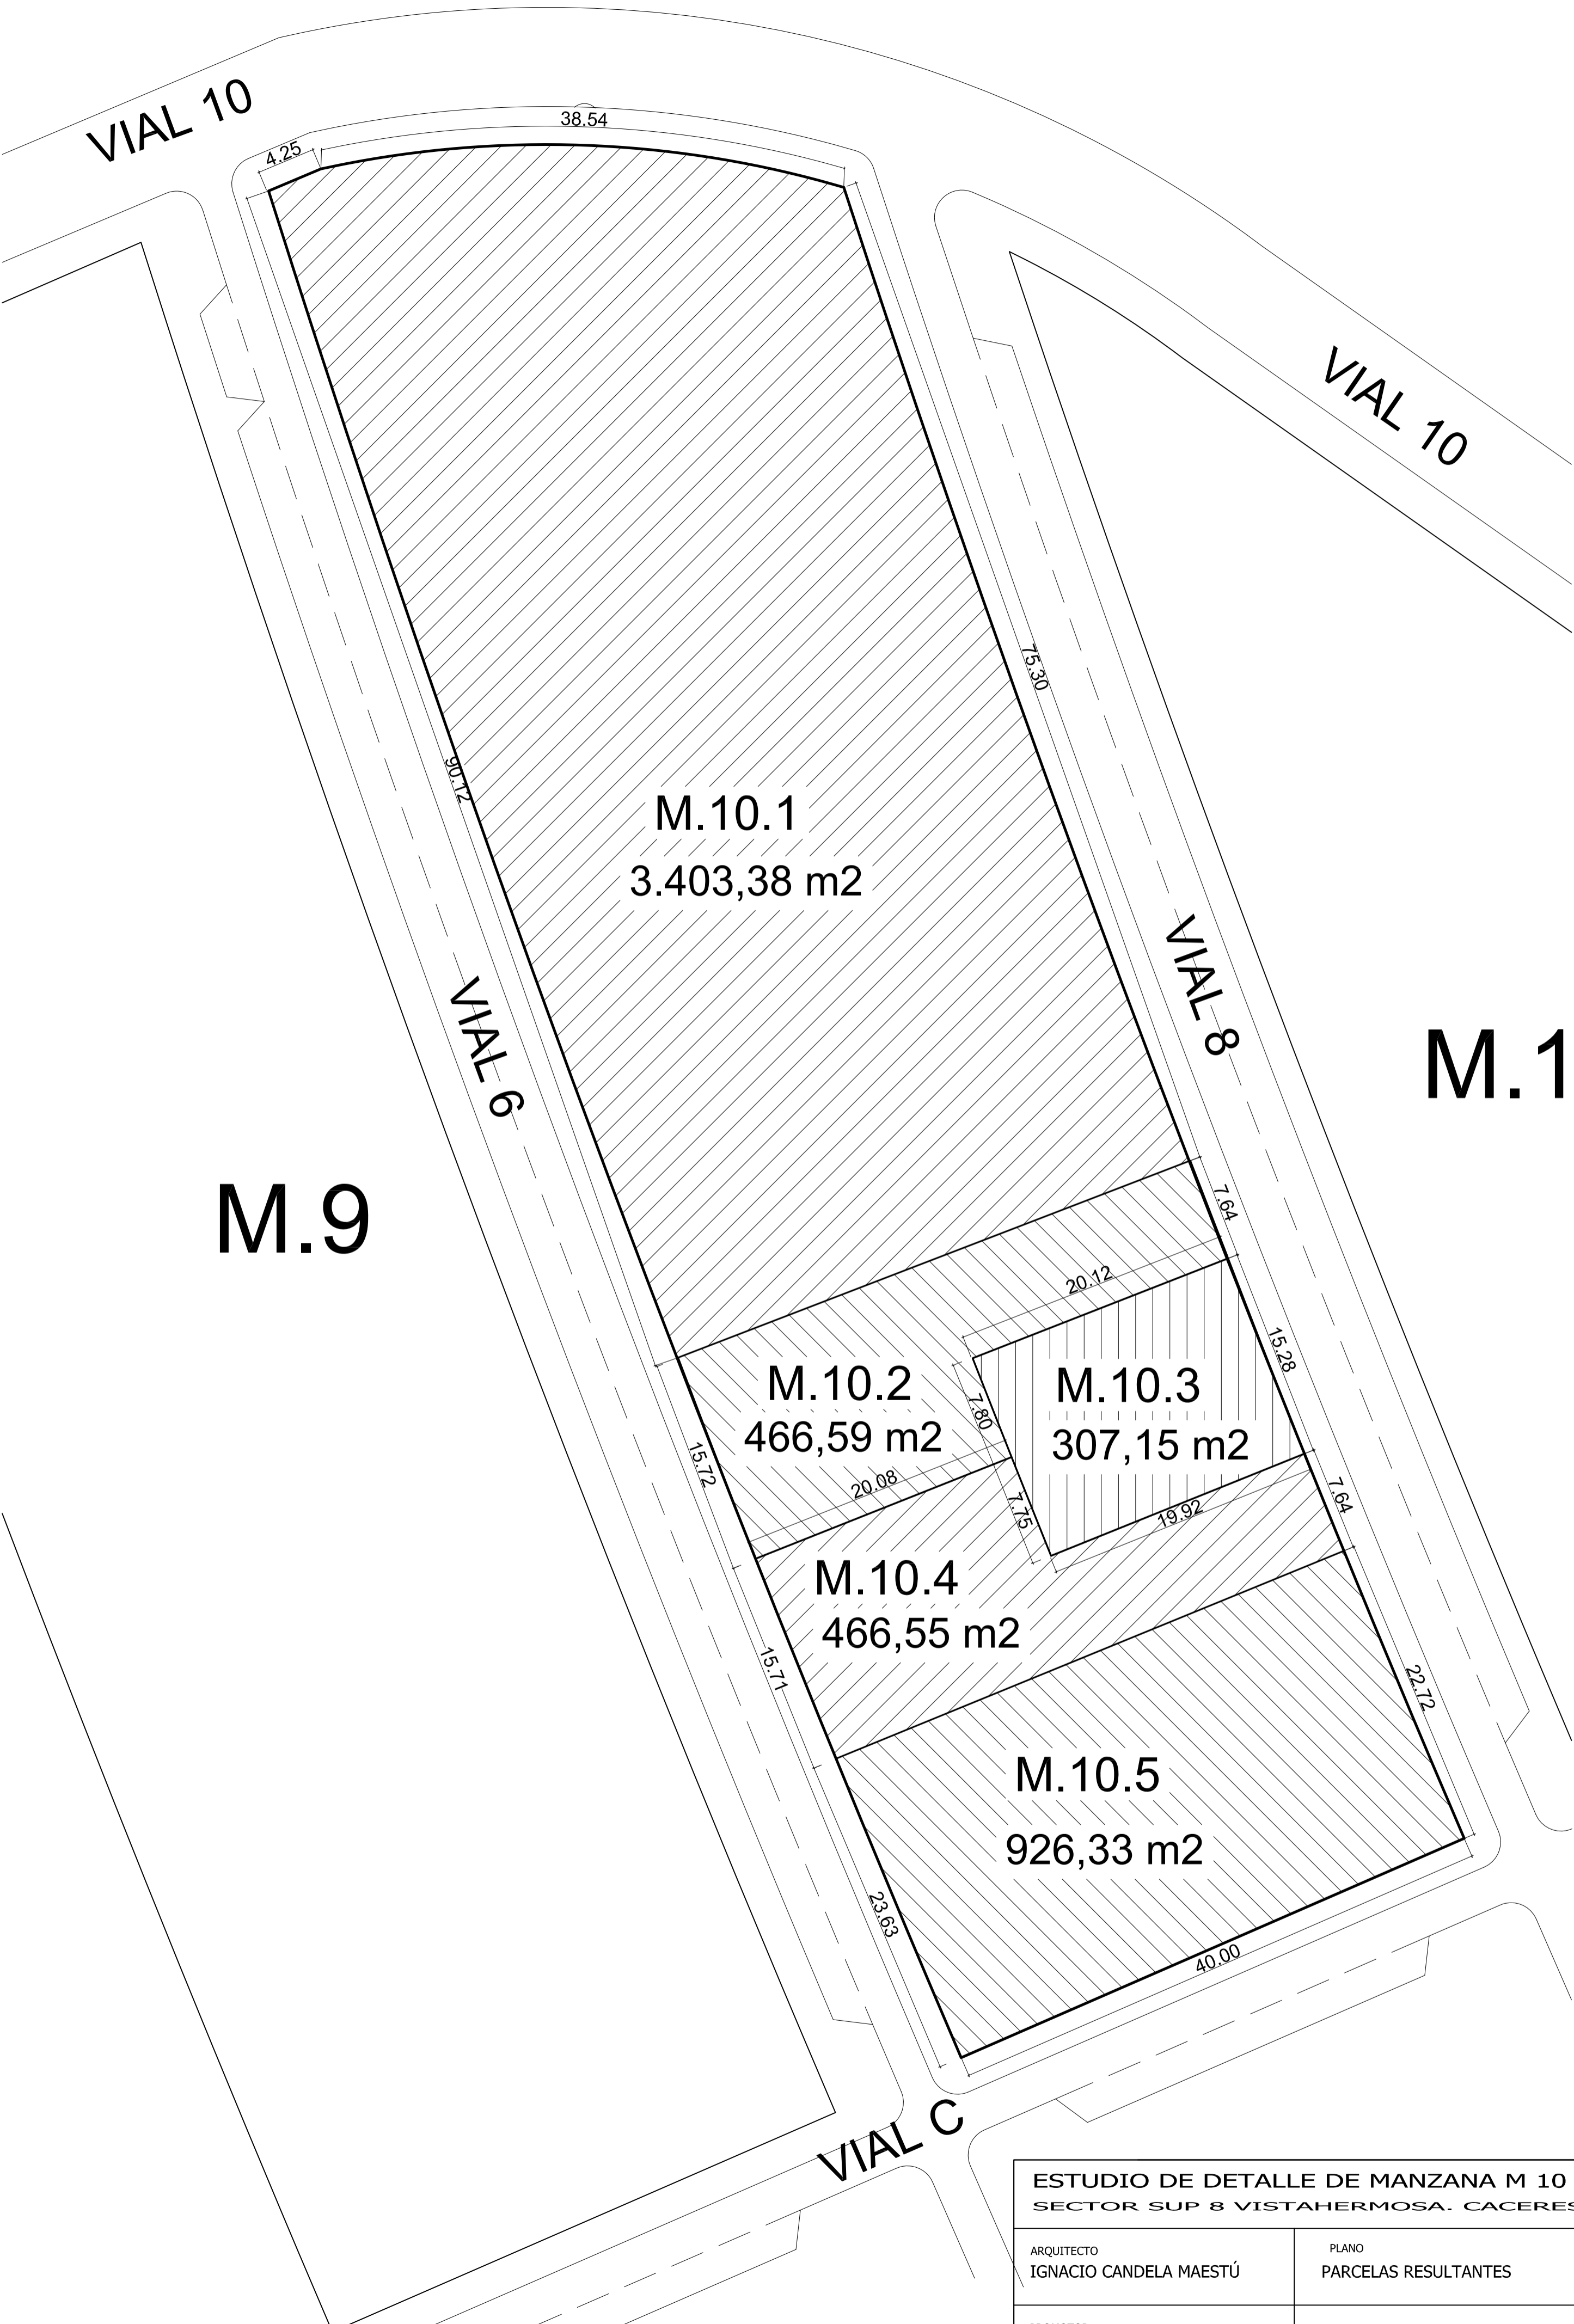 VIAL 10
38.54
4.25
VIAL 10
75.30
90.12
M.10.1
3.403,38 m2
VIAL 8
VIAL 6
M.1
M.9
7.64
20.12
15.28
M.10.2
466,59 m2
M.10.3
307,15 m2
7.80
15.72
20.08
7.75
19.92
7.64
M.10.4
466,55 m2
15.71
22.72
M.10.5
926,33 m2
23.63
40.00
VIAL C
ESTUDIO DE DETALLE DE MANZANA M 10
SECTOR SUP 8 VISTAHERMOSA. CACERES
ARQUITECTO
PLANO
IGNACIO CANDELA MAESTÚ
PARCELAS RESULTANTES